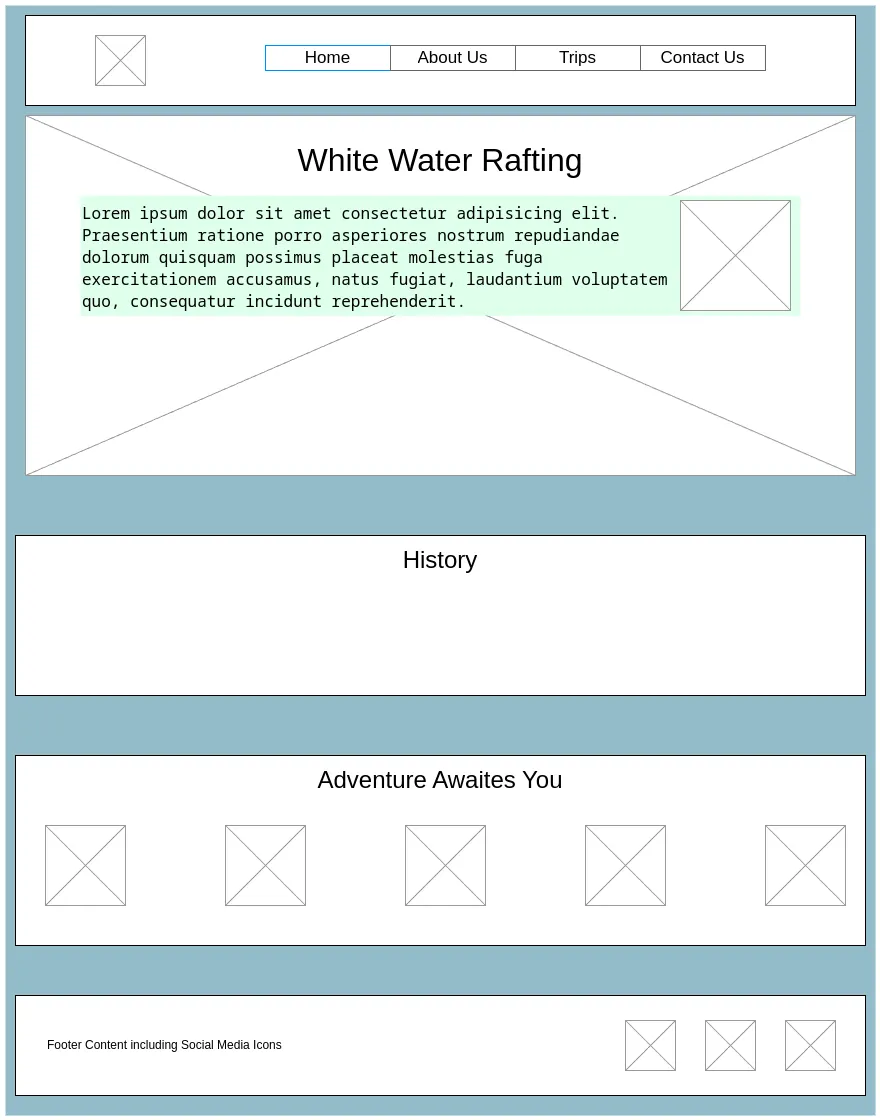 Home About Us Trips Contact Us
White Water Rafting
Lorem ipsum dolor sit amet consectetur adipisicing elit.
Praesentium ratione porro asperiores nostrum repudiandae
dolorum quisquam possimus placeat molestias fuga
exercitationem accusamus, natus fugiat, laudantium voluptatem
quo, consequatur incidunt reprehenderit.
History
Adventure Awaites You
Footer Content including Social Media Icons